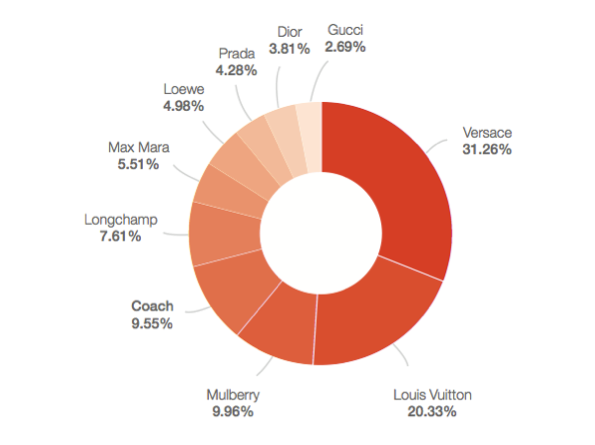 Gucci
2.69%
Dior
3.81%
Prada
4.28%
Loewe
4.98%
Max Mara
5.51%
Longchamp
7.61%
Coach
9.55%
Mulberry
9.96%
Louis Vuitton
20.33%
Versace
31.26%